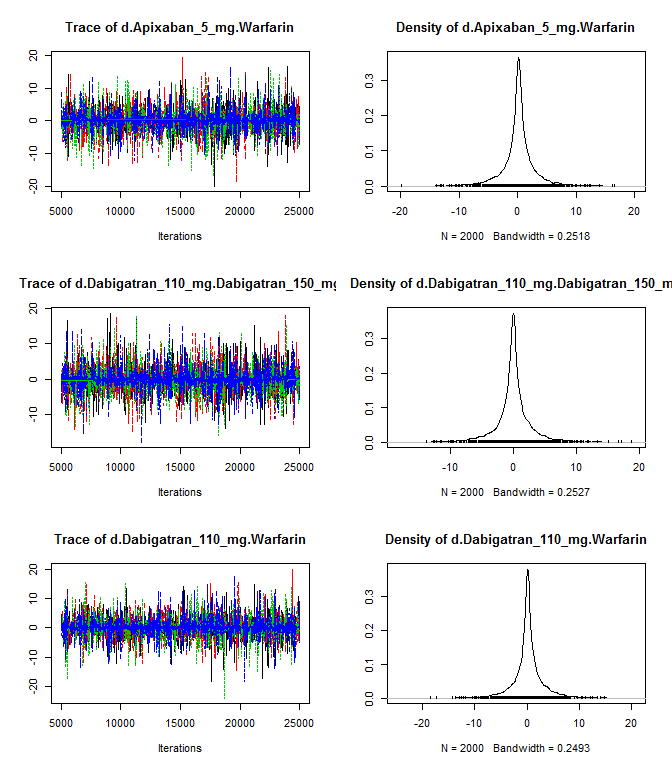 Trace of d.Apixaban_5_mg.Warfarin
20
10
0
-10
-20
5000 10000 15000 20000 25000
Iterations
Density of d.Apixaban_5_mg.Warfarin
0.3
0.2
0.1
0.0
-20 -10 0 10 20
N = 2000 Bandwidth = 0.2518
Trace of d.Dabigatran_110_mg.Dabigatran_150_mg
20
10
0
-10
5000 10000 15000 20000 25000
Iterations
Density of d.Dabigatran_110_mg.Dabigatran_150_m
0.3
0.2
0.1
0.0
-10 0 10 20
N = 2000 Bandwidth = 0.2527
Trace of d.Dabigatran_110_mg.Warfarin
20
10
0
-10
-20
5000 10000 15000 20000 25000
Iterations
Density of d.Dabigatran_110_mg.Warfarin
0.3
0.2
0.1
0.0
-20 -10 0 10 20
N = 2000 Bandwidth = 0.2493